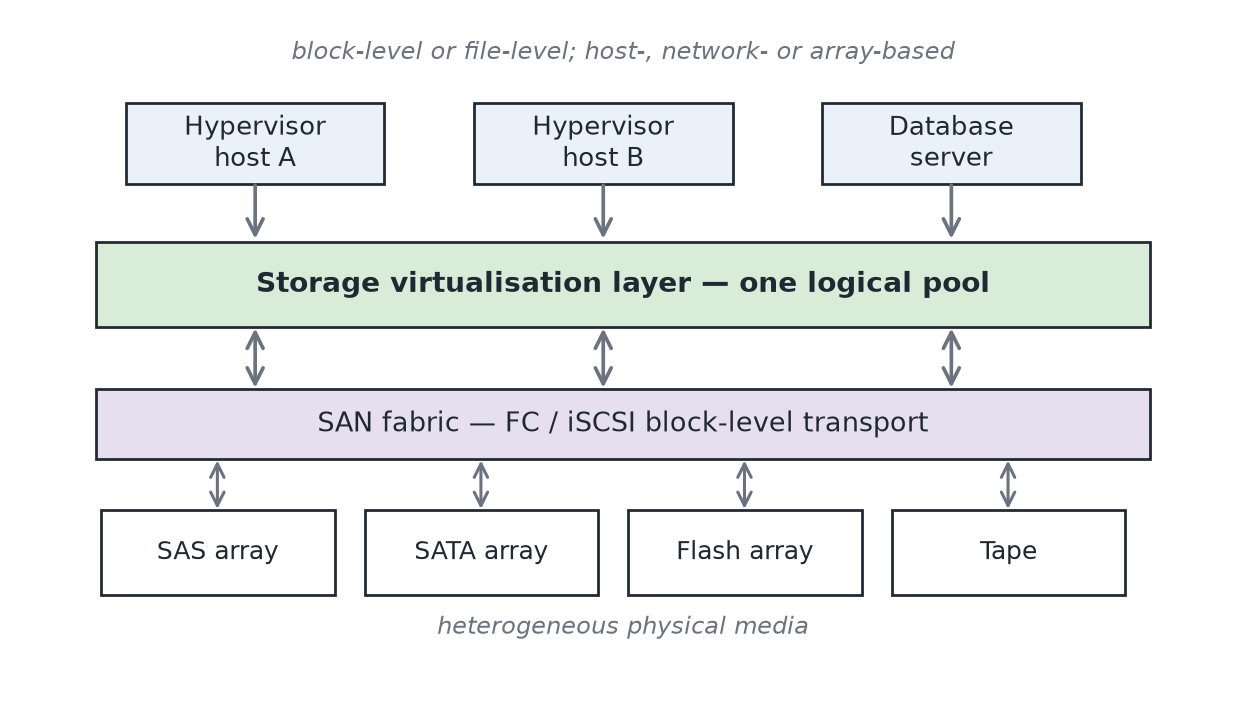 block-level or file-level; host-, network- or array-based
Hypervisor
host A
Hypervisor
host B
Database
server
Storage virtualisation layer — one logical pool
SAN fabric — FC / iSCSI block-level transport
SAS array
SATA array
Flash array
Tape
heterogeneous physical media